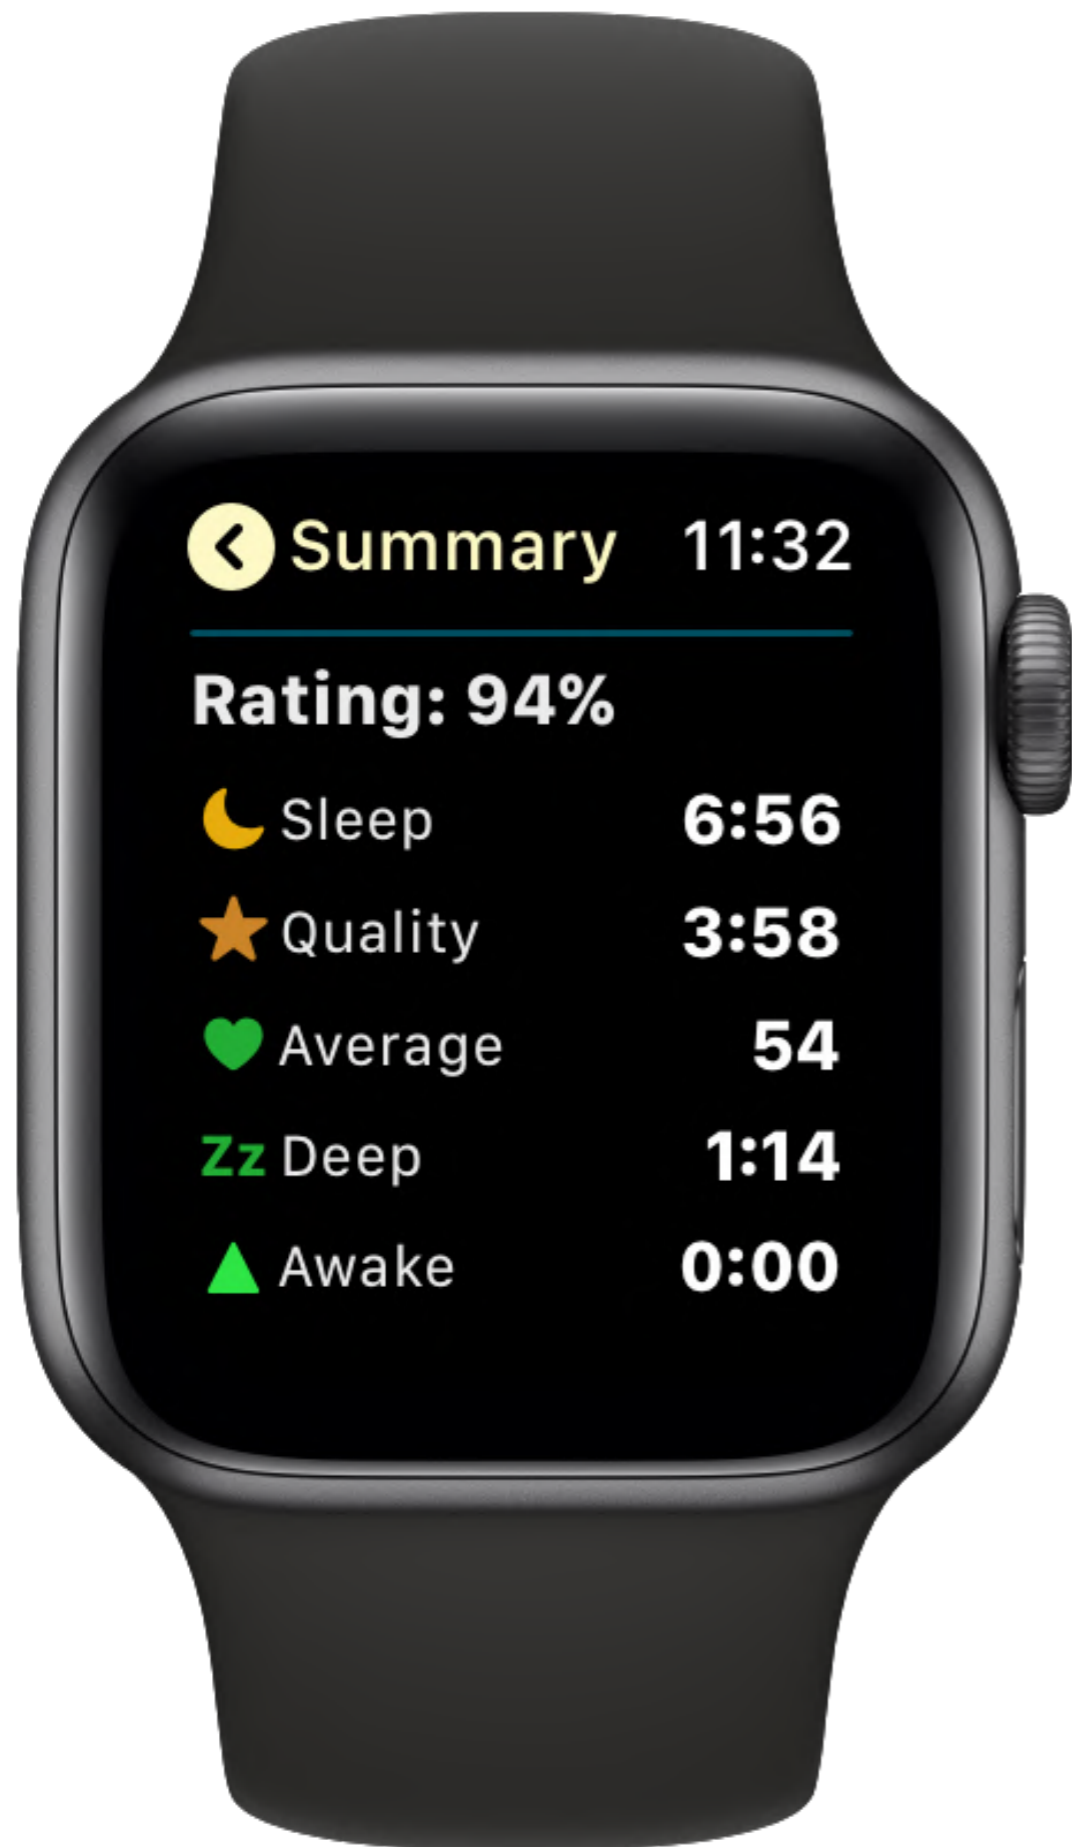 Summary 11:32
Rating: 94%
Sleep 6:56
Quality 3:58
Average 54
Zz Deep 1:14
Awake 0:00